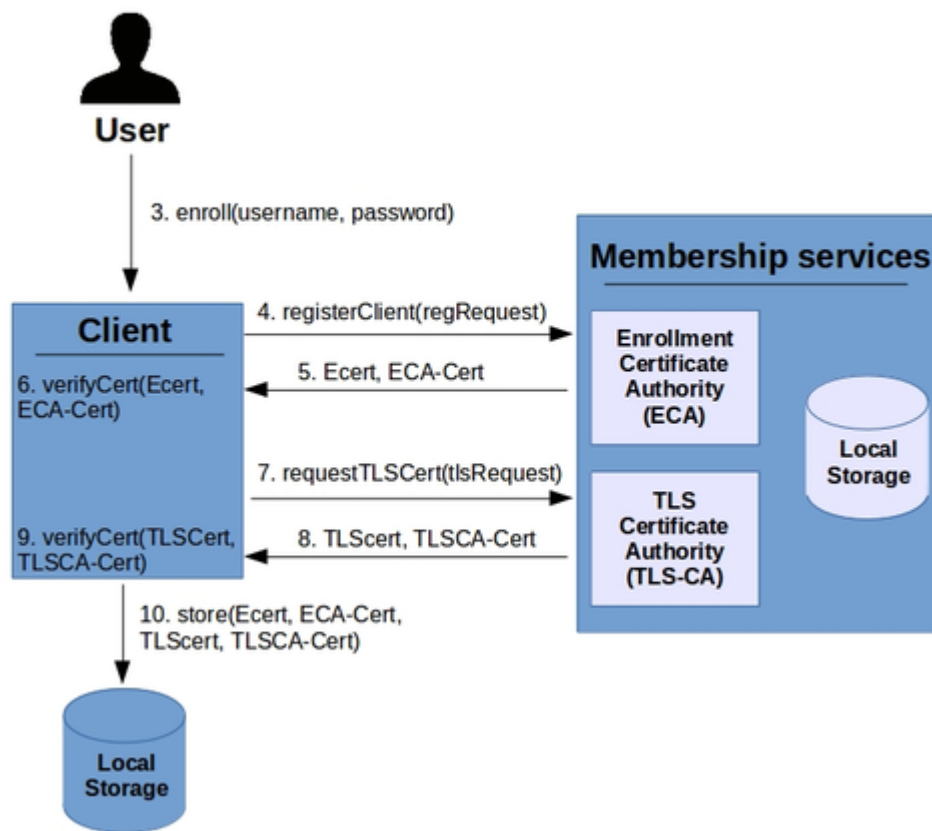 User
3. enroll(username, password)
Membership services
Client
4. registerClient(regRequest)
Enrollment
Certificate
Authority
(ECA)
5. Ecert, ECA-Cert
6. verifyCert(Ecert,
ECA-Cert)
Local
Storage
7. requestTLSCert(tlsRequest)
TLS
Certificate
Authority
(TLS-CA)
8. TLScert, TLSCA-Cert
9. verifyCert(TLSCert,
TLSCA-Cert)
10. store(Ecert, ECA-Cert,
TLScert, TLSCA-Cert)
Local
Storage